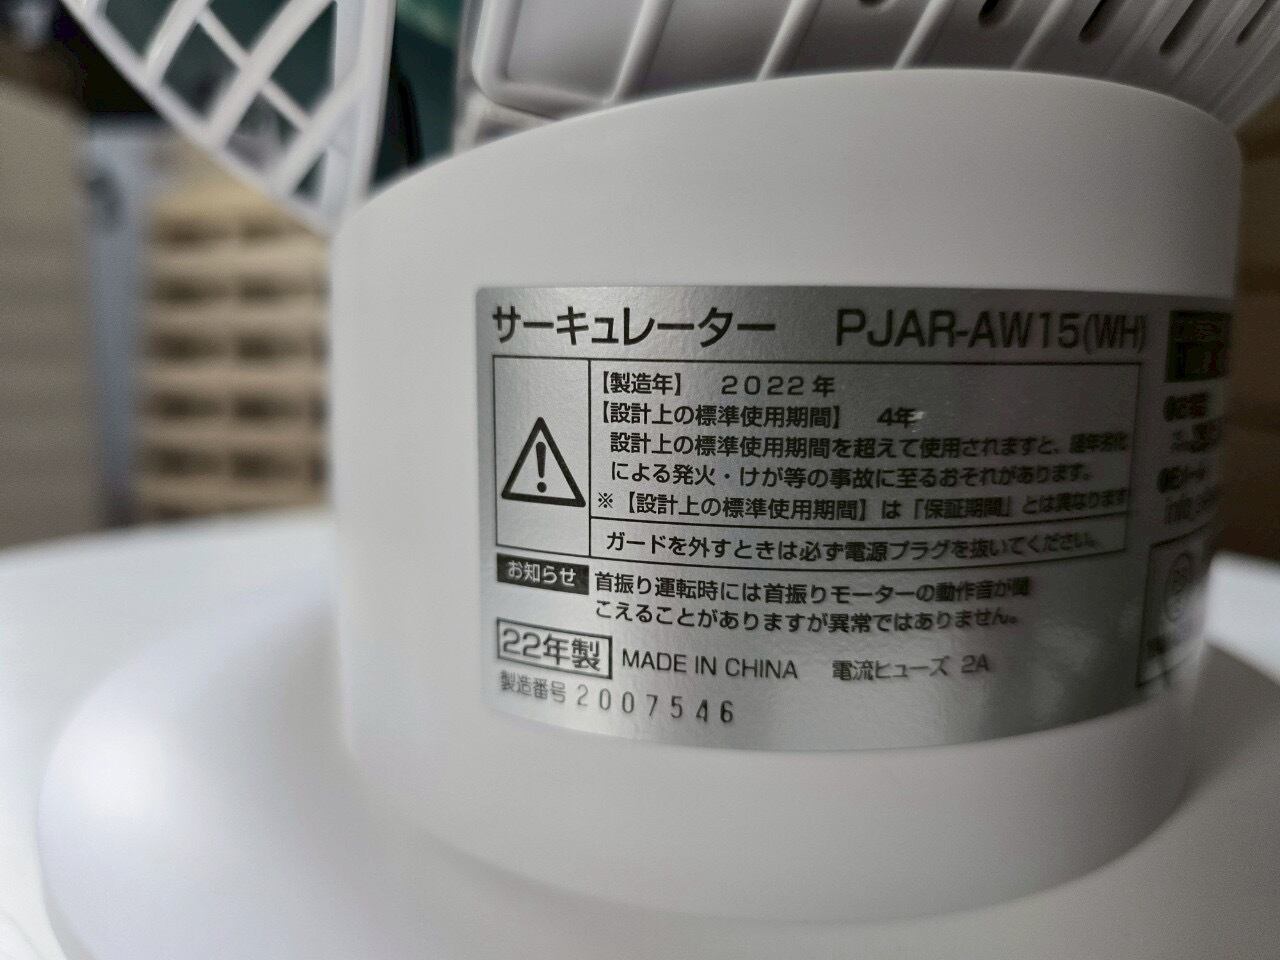 サーキュレーター PJAR-AW15(WH)
【製造年】 2022年
【設計上の標準使用期間】 4年
設計上の標準使用期間を超えて使用されますと、経年劣化
による発火・けが等の事故に至るおそれがあります。
※【設計上の標準使用期間】は「保証期間」とは異なります
ガードを外すときは必ず電源プラグを抜いてください。
お知らせ 首振り運転時には首振りモーターの動作音が聞
こえることがありますが異常ではありません。
22年製 MADE IN CHINA 電流ヒューズ 2A
製造番号 2007546